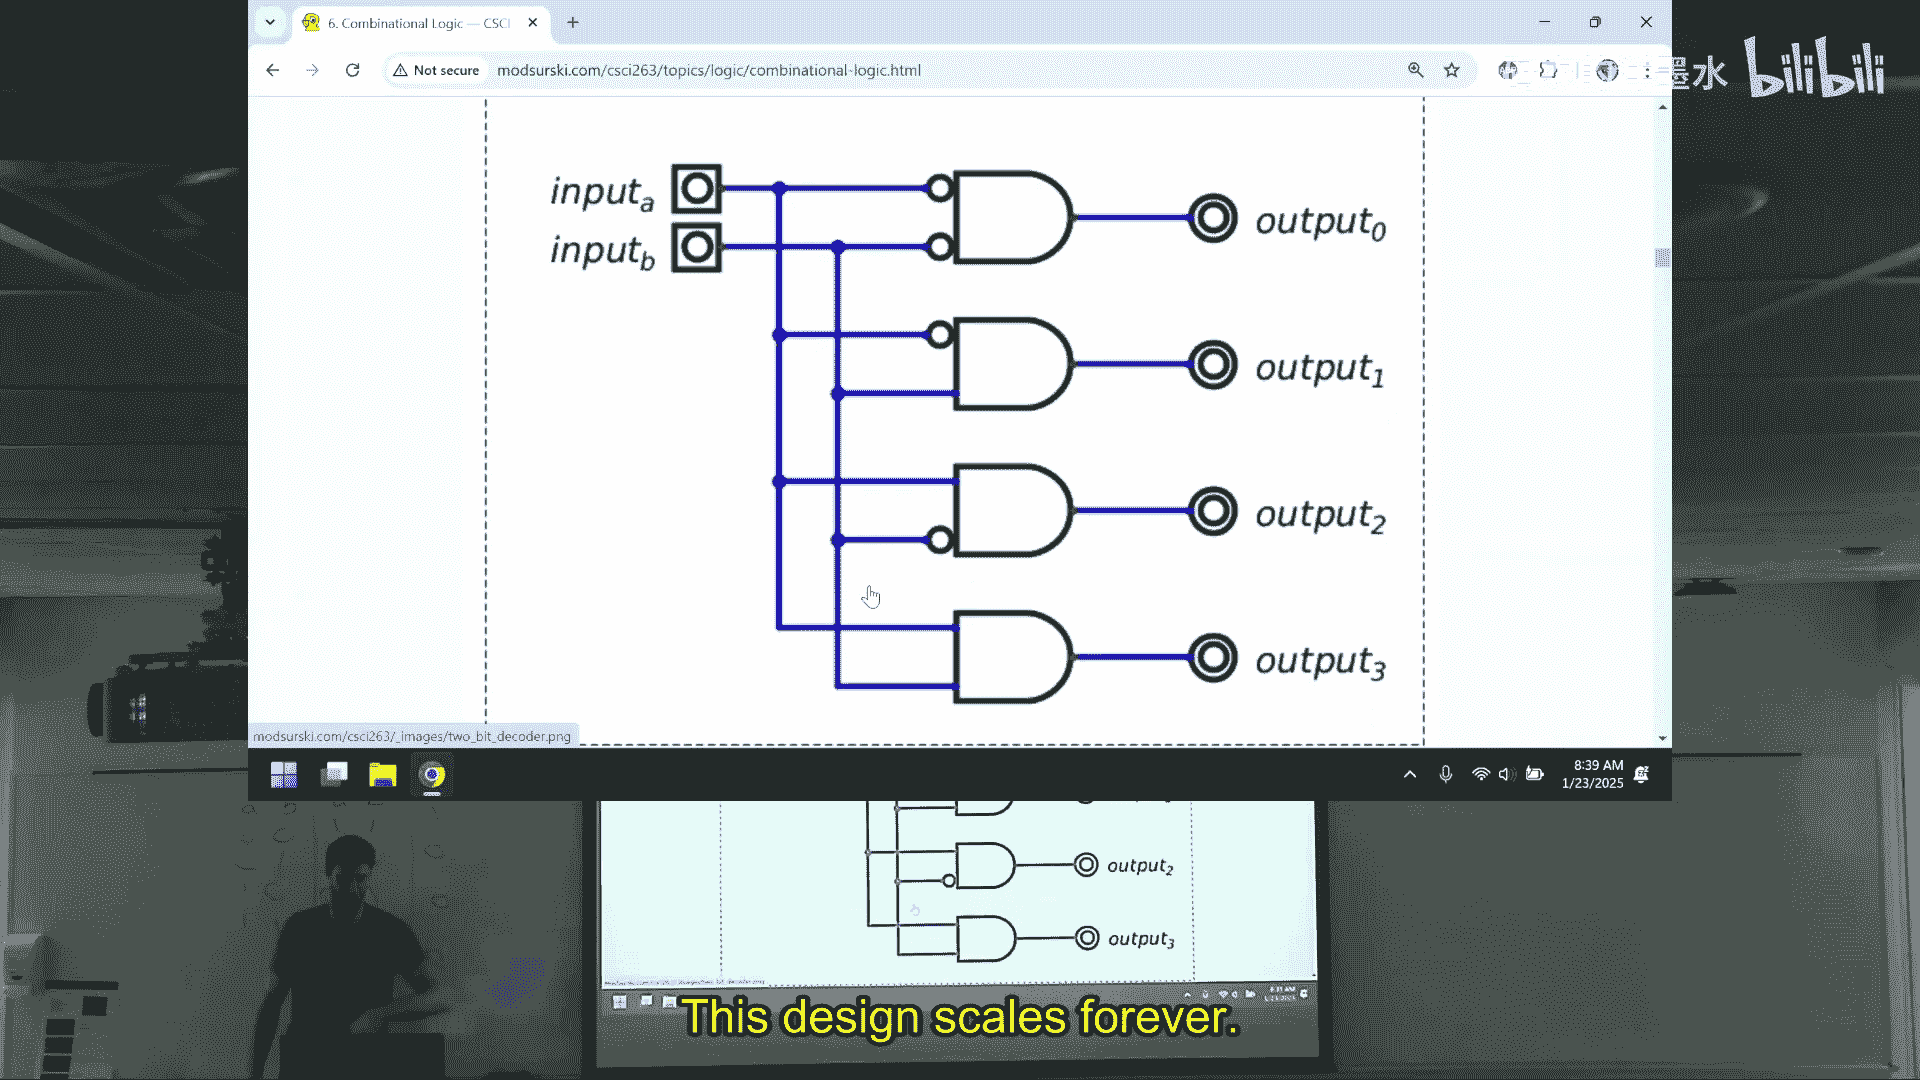 6. Combinational Logic — CSCI
Not secure
modsurski.com/csci263/topics/logic/combinational-logic.html
墨水 bilibili
input_a
input_b
output_0
output_1
output_2
output_3
modsurski.com/csci263/_images/two_bit_decoder.png
8:39 AM
1/23/2025
output_2
output_3
This design scales forever.